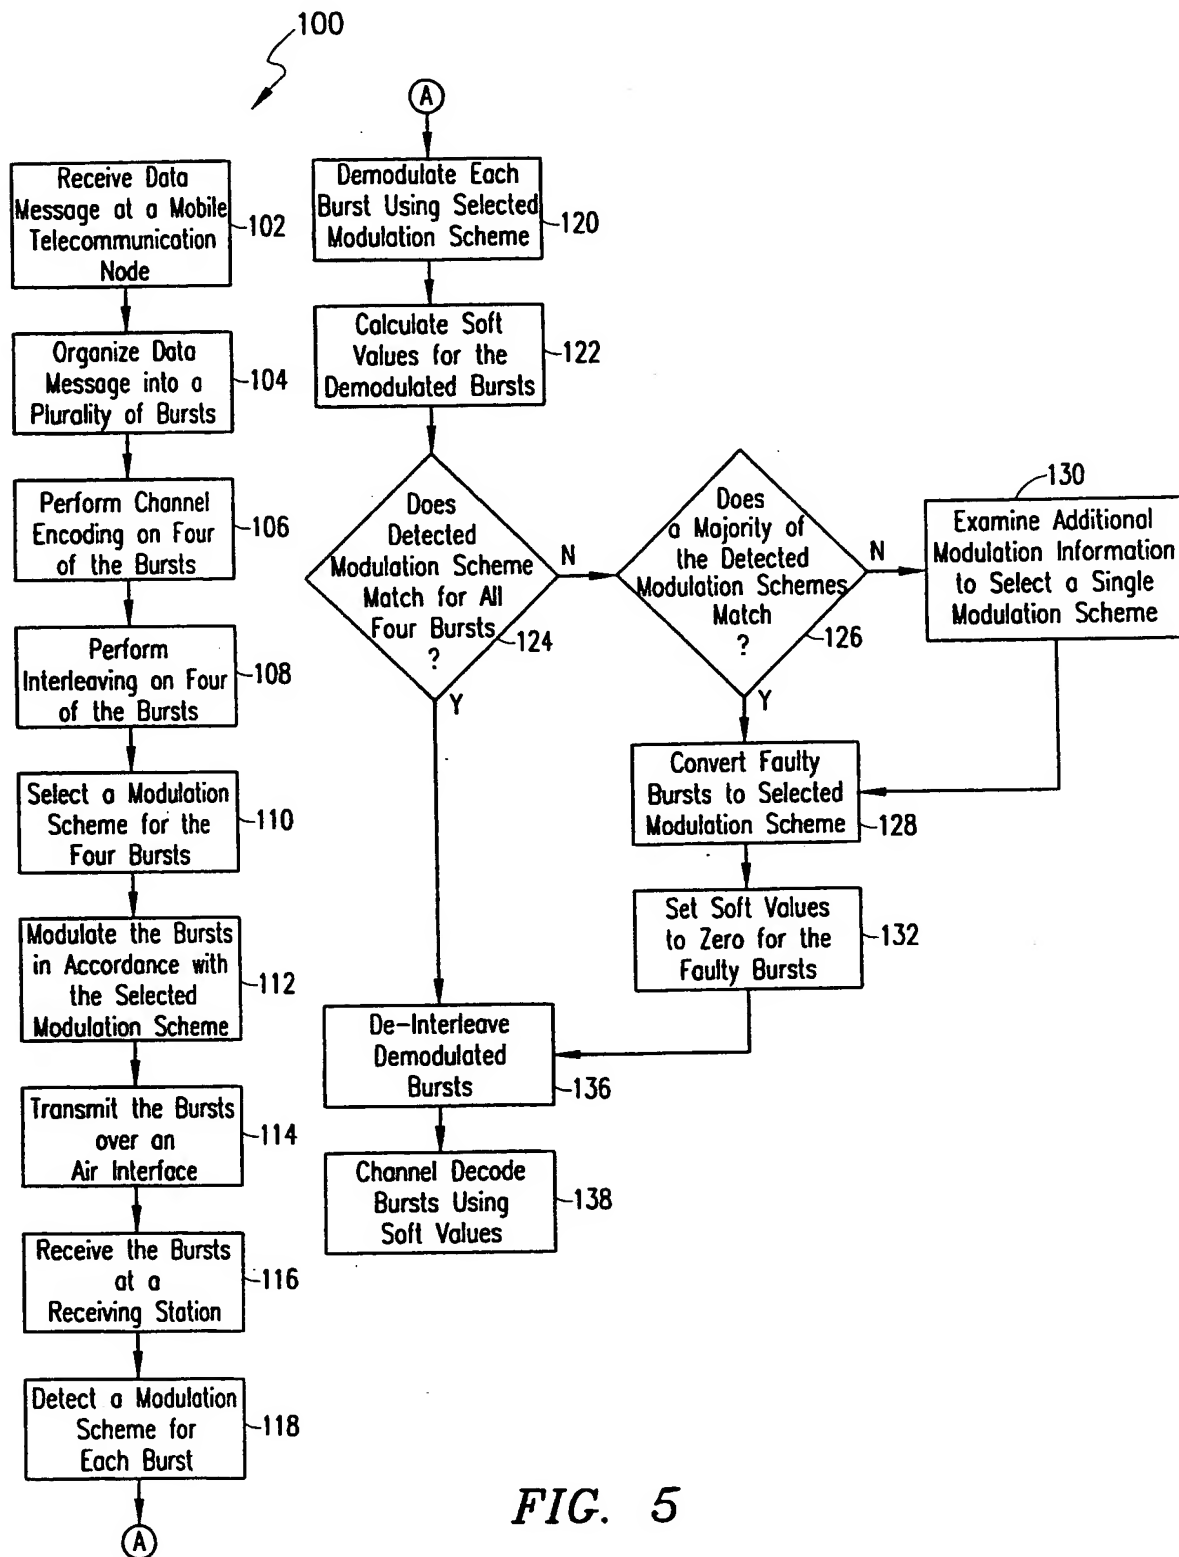 100
Receive Data
Message at a Mobile
Telecommunication
Node
102
Organize Data
Message into a
Plurality of Bursts
104
Perform Channel
Encoding on Four
of the Bursts
106
Perform
Interleaving on Four
of the Bursts
108
Select a Modulation
Scheme for the
Four Bursts
110
Modulate the Bursts
in Accordance with
the Selected
Modulation Scheme
112
Transmit the Bursts
over an
Air Interface
114
Receive the Bursts
at a
Receiving Station
116
Detect a Modulation
Scheme for
Each Burst
118
A
A
Demodulate Each
Burst Using Selected
Modulation Scheme
120
Calculate Soft
Values for the
Demodulated Bursts
122
Does
Detected
Modulation Scheme
Match for All
Four Bursts
?
124
N
Y
Does
a Majority of
the Detected
Modulation Schemes
Match
?
126
N
Y
130
Examine Additional
Modulation Information
to Select a Single
Modulation Scheme
Convert Faulty
Bursts to Selected
Modulation Scheme
128
Set Soft Values
to Zero for the
Faulty Bursts
132
De-Interleave
Demodulated
Bursts
136
Channel Decode
Bursts Using
Soft Values
138
FIG. 5